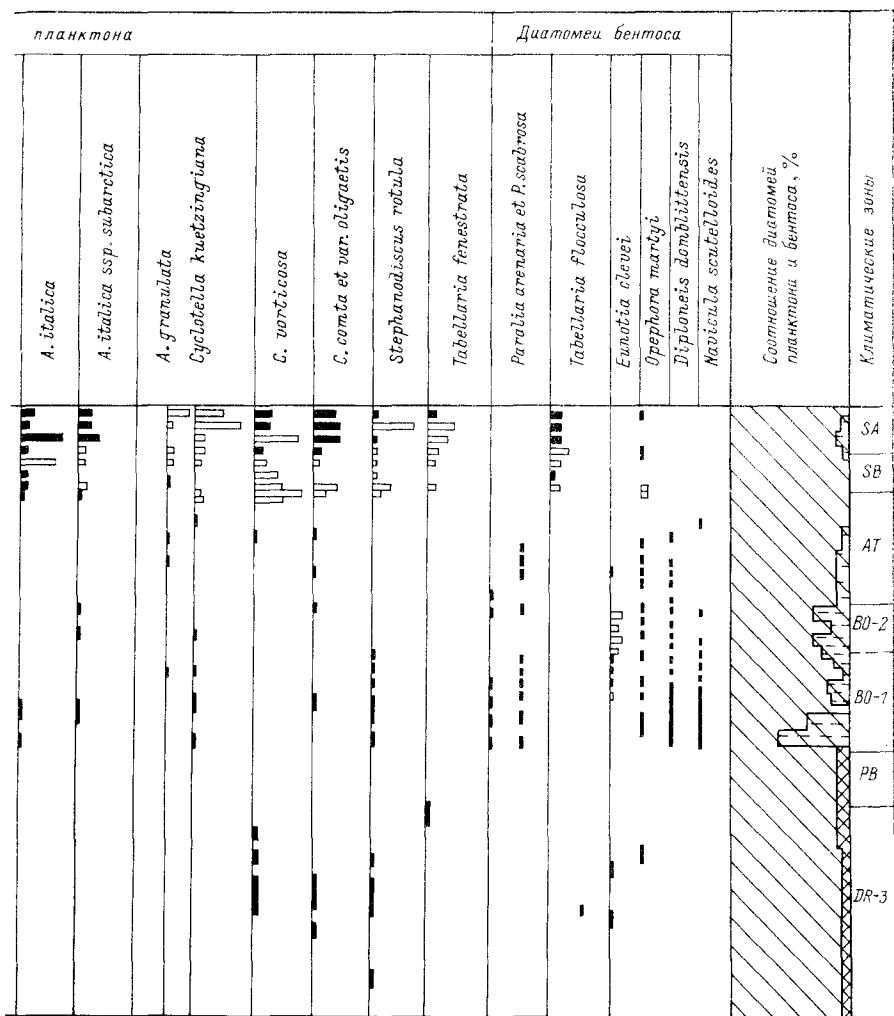 планктона
Диатомеи бентоса
A. italica
A. italica ssp. subarctica
A. granulata
Cyclotella kuetzingiana
C. vorticosa
C. comta et var. oligactis
Stephanodiscus rotula
Tabellaria fenestrata
Paralia arenaria et P. scabrosa
Tabellaria flocculosa
Eunotia clevei
Opephora martyi
Diploneis domblittensis
Navicula scutelloides
Соотношение диатомей
планктона и бентоса, %
Климатические зоны
SA
SB
AT
BO-2
BO-1
PB
DR-3